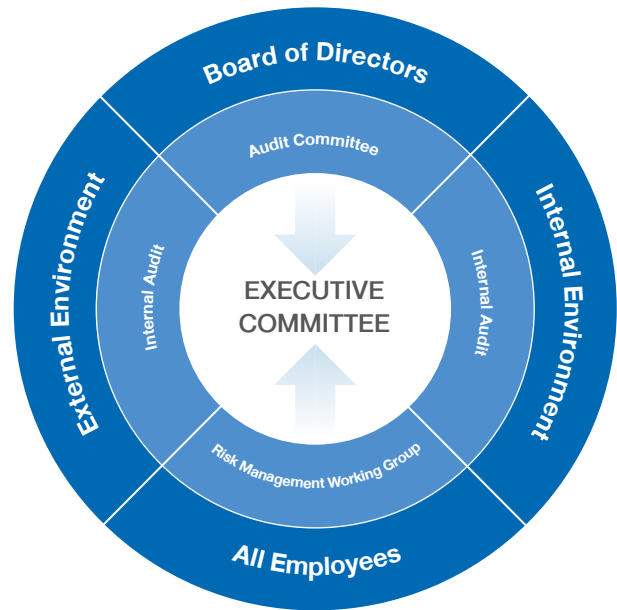 Board of Directors
Audit Committee
External Environment
Internal Audit
EXECUTIVE
COMMITTEE
Internal Audit
Internal Environment
Risk Management Working Group
All Employees